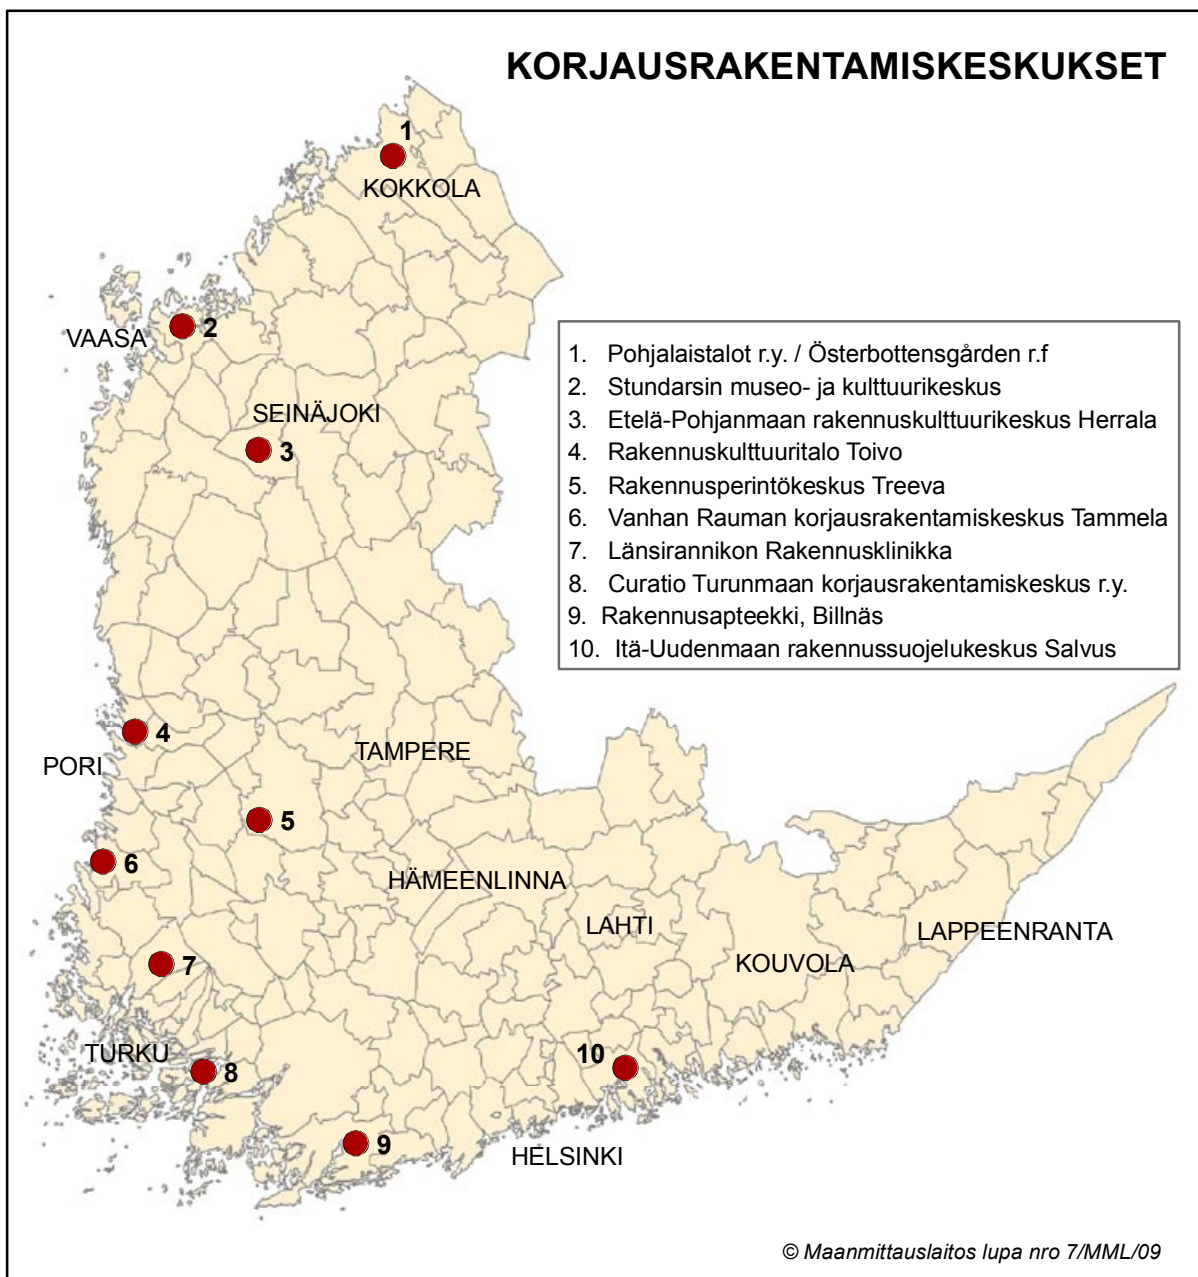 KORJAUSRAKENTAMISKESKUKSET
1
KOKKOLA
VAASA
2
SEINÄJOKI
3
1. Pohjalaistalot r.y. / Österbottensgården r.f
2. Stundarsin museo- ja kulttuurikeskus
3. Etelä-Pohjanmaan rakennuskulttuurikeskus Herrala
4. Rakennuskulttuuritalo Toivo
5. Rakennusperintökeskus Treeva
6. Vanhan Rauman korjausrakentamiskeskus Tammela
7. Länsirannikon Rakennusklinikka
8. Curatio Turunmaan korjausrakentamiskeskus r.y.
9. Rakennusapteekki, Billnäs
10. Itä-Uudenmaan rakennussuojelukeskus Salvus
4
PORI
TAMPERE
5
6
HÄMEENLINNA
LAHTI
LAPPEENRANTA
KOUVOLA
7
TURKU
8
10
9
HELSINKI
© Maanmittauslaitos lupa nro 7/MML/09